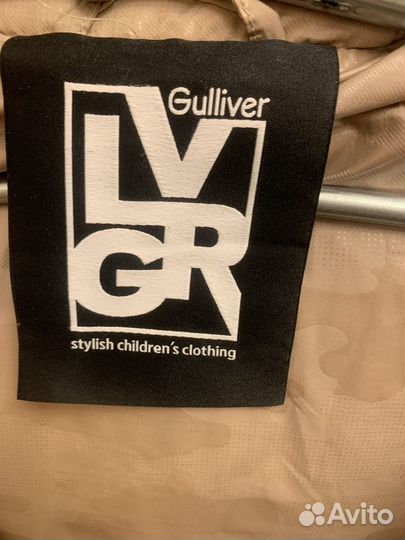 Gulliver
LV
GR
stylish children's clothing
Avito